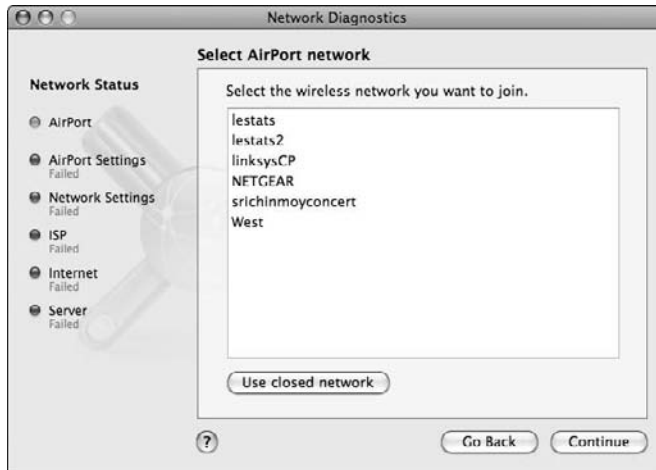 Network Diagnostics
Select AirPort network
Network Status
AirPort
AirPort Settings
Failed
Network Settings
Failed
ISP
Failed
Internet
Failed
Server
Failed
Select the wireless network you want to join.
lestats
lestats2
linksysCP
NETGEAR
srichinmoyconcert
West
Use closed network
?
Go Back
Continue